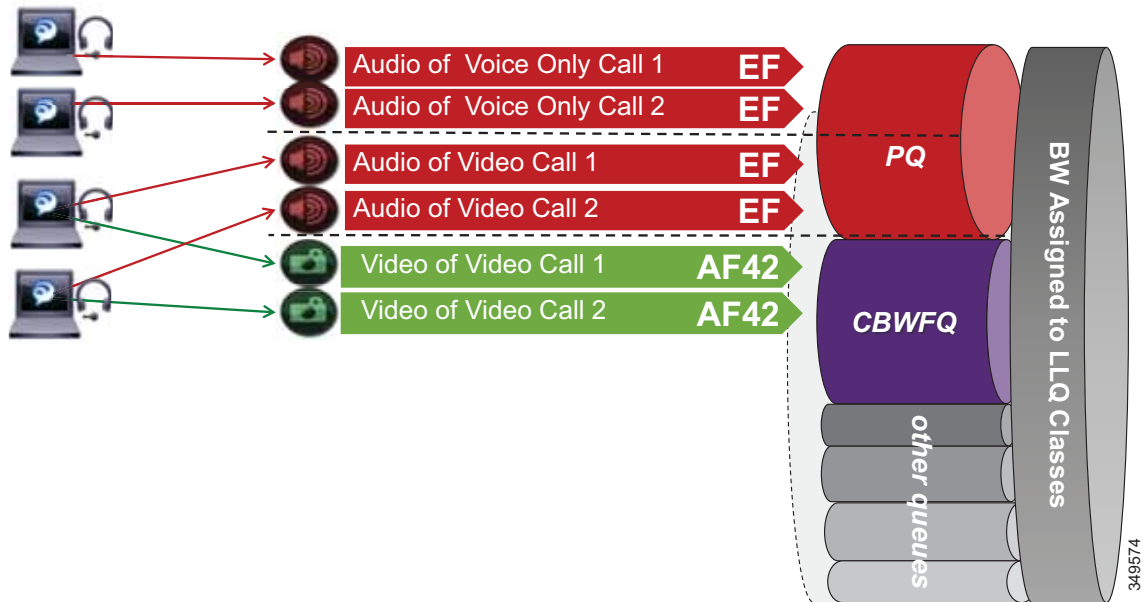 Audio of Voice Only Call 1 EF
Audio of Voice Only Call 2 EF
Audio of Video Call 1 EF
Audio of Video Call 2 EF
Video of Video Call 1 AF42
Video of Video Call 2 AF42
PQ
CBWFQ
other queues
BW Assigned to LLQ Classes
349574